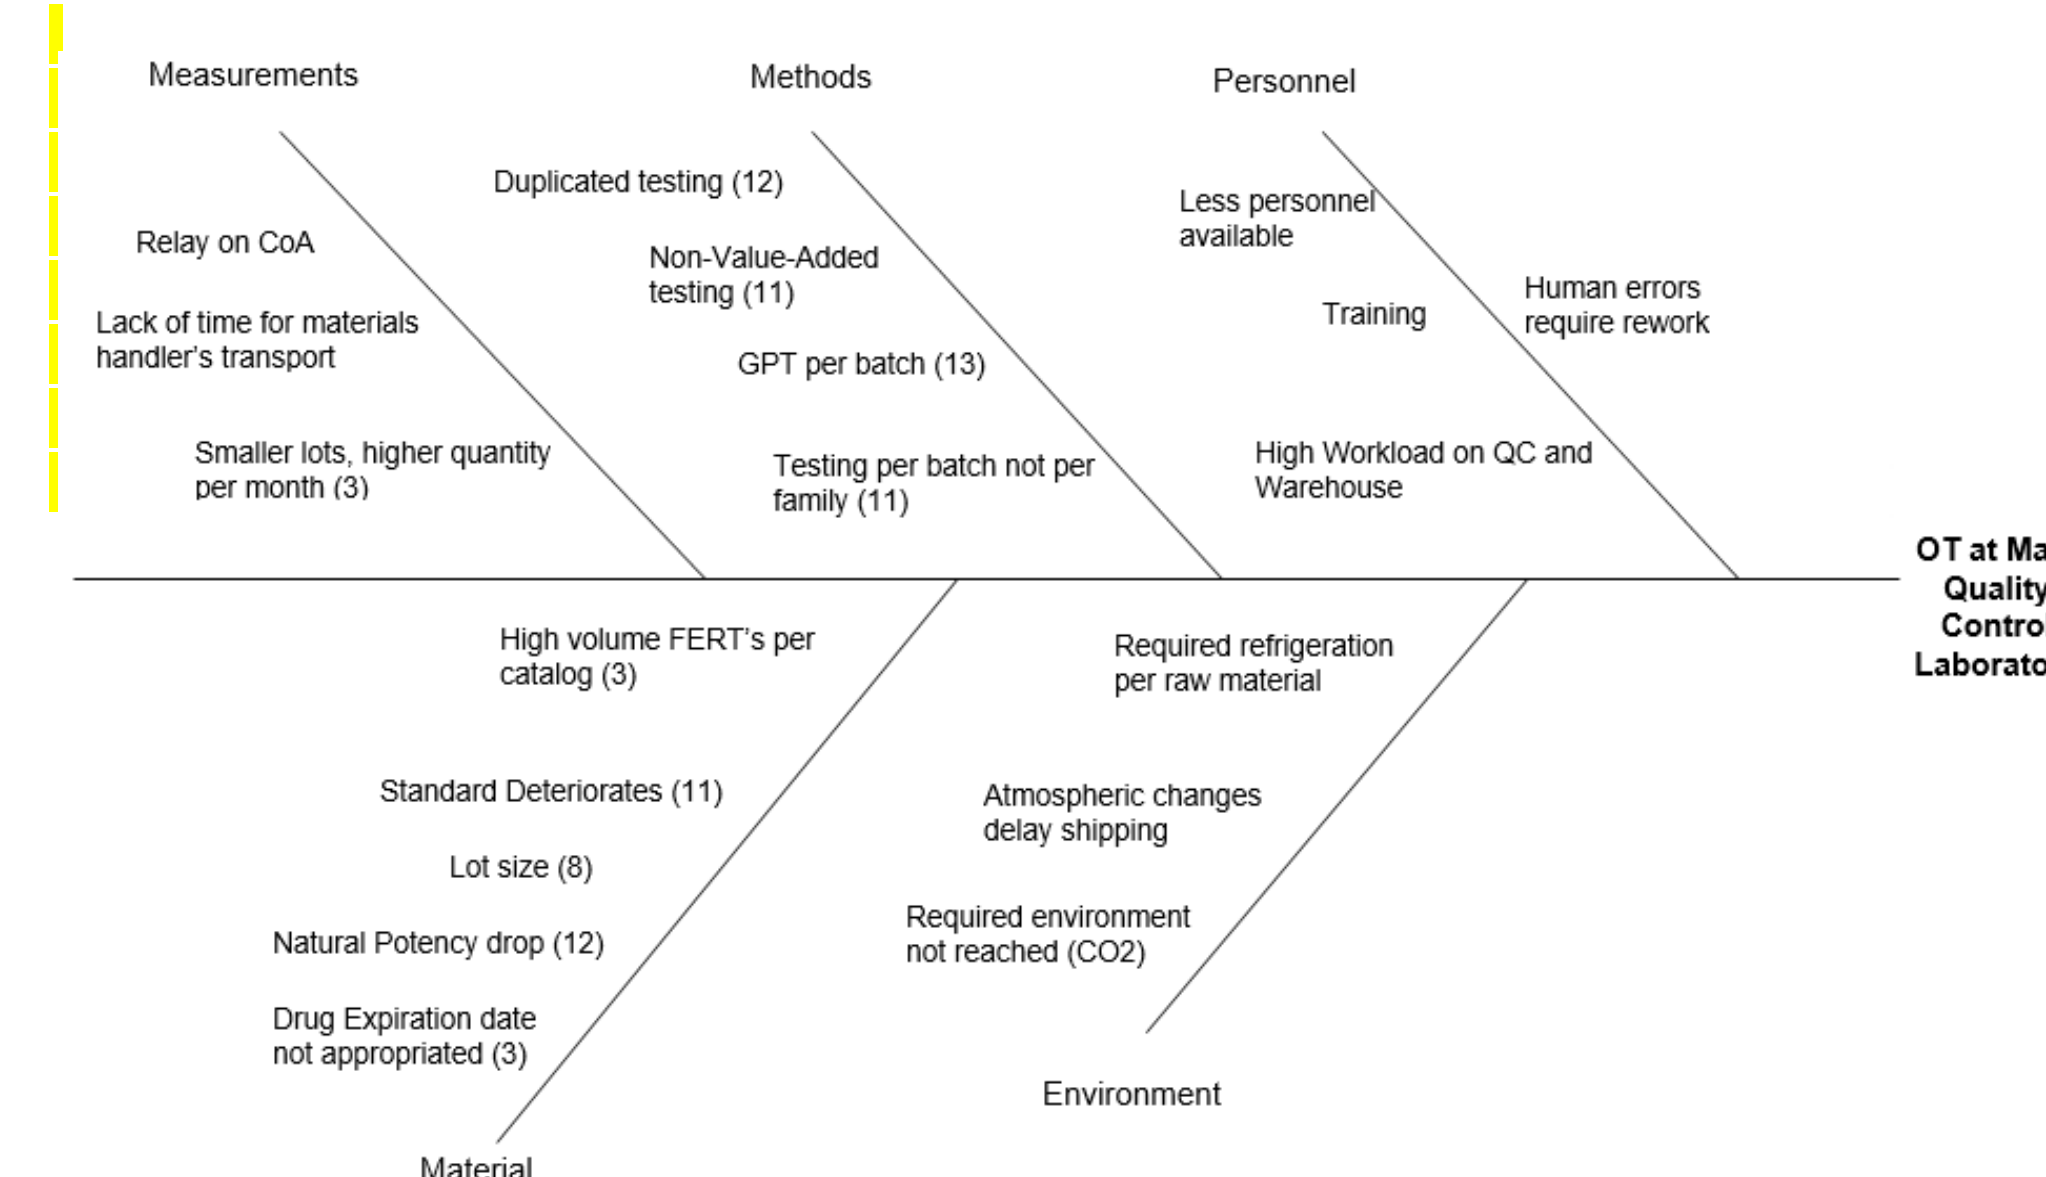 Measurements
Methods
Personnel
Relay on CoA
Lack of time for materials
handler's transport
Smaller lots, higher quantity
per month (3)
Duplicated testing (12)
Non-Value-Added
testing (11)
GPT per batch (13)
Testing per batch not per
family (11)
Less personnel
available
Training
Human errors
require rework
High Workload on QC and
Warehouse
OT at Ma
Quality
Control
Laborato
High volume FERT's per
catalog (3)
Standard Deteriorates (11)
Lot size (8)
Natural Potency drop (12)
Drug Expiration date
not appropriated (3)
Material
Required refrigeration
per raw material
Atmospheric changes
delay shipping
Required environment
not reached (CO2)
Environment